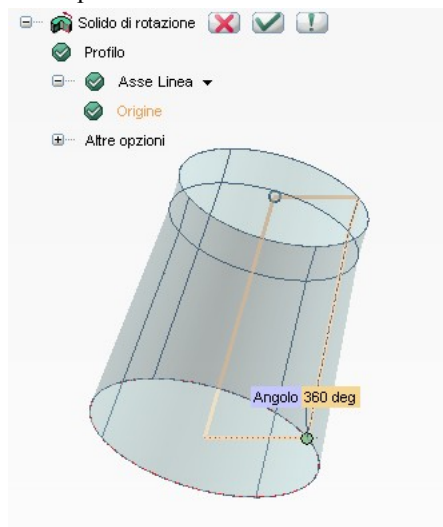 Solido di rotazione
Profilo
Asse Linea
Origine
Altre opzioni
Angolo 360 deg